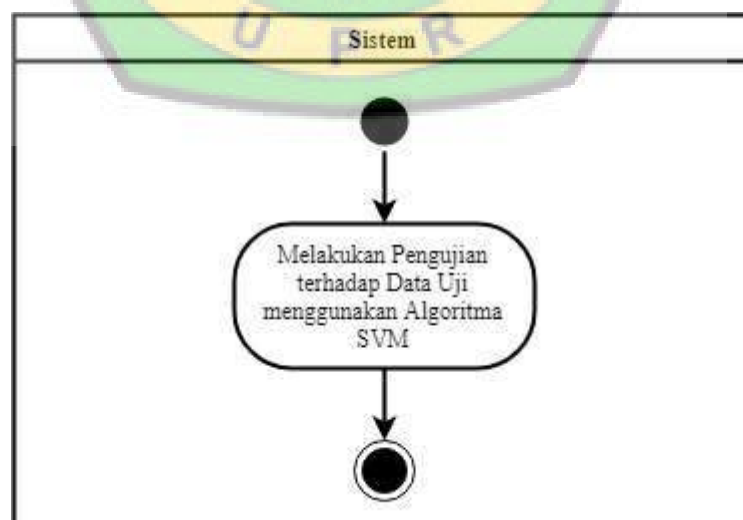 U P R
Sistem
Melakukan Pengujian
terhadap Data Uji
menggunakan Algoritma
SVM